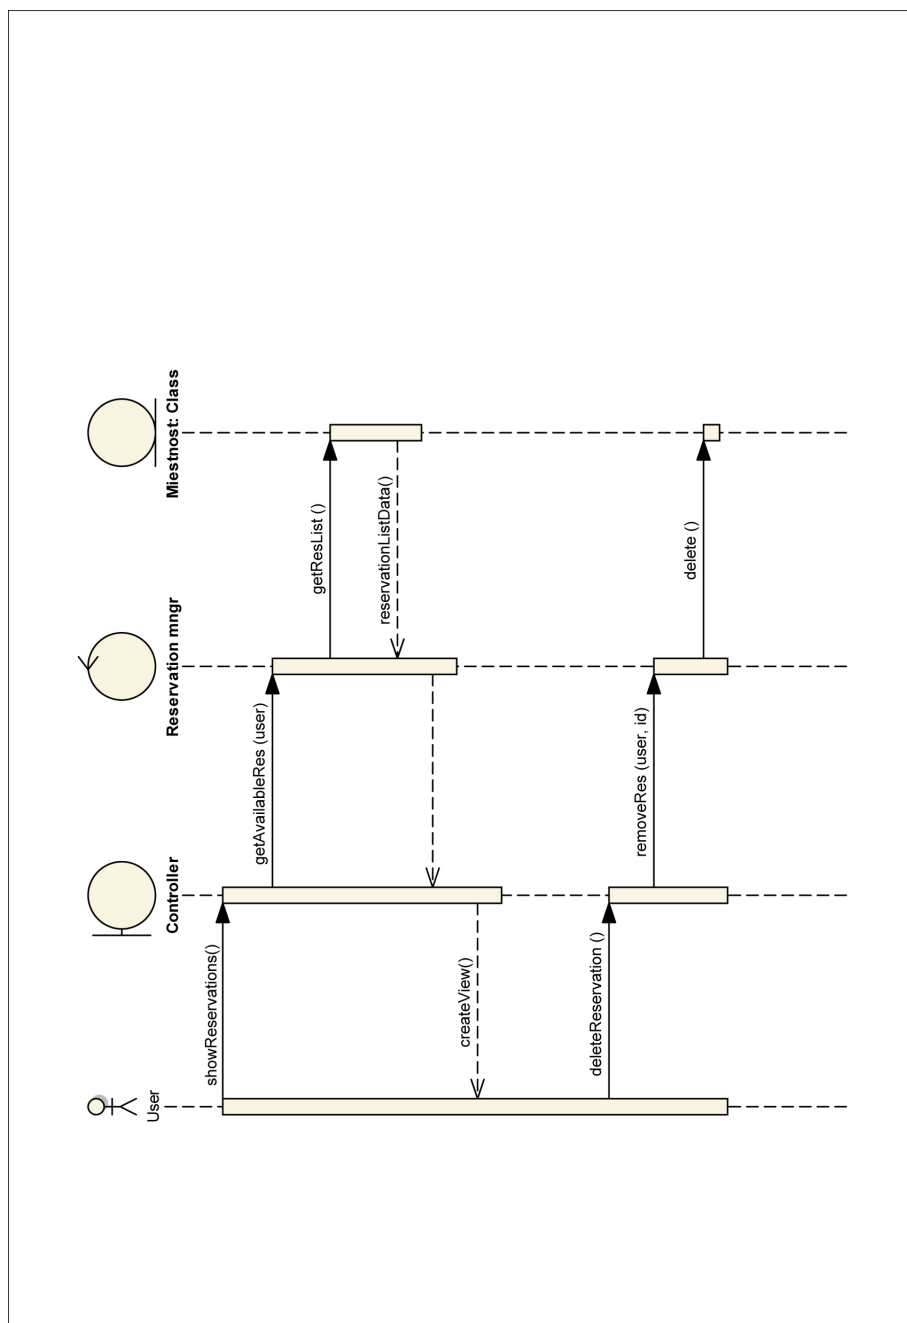 User
Controller
Reservation mngr
Miestnost: Class
showReservations()
getAvailableRes (user)
getResList ()
reservationListData()
createView()
deleteReservation ()
removeRes (user, id)
delete ()